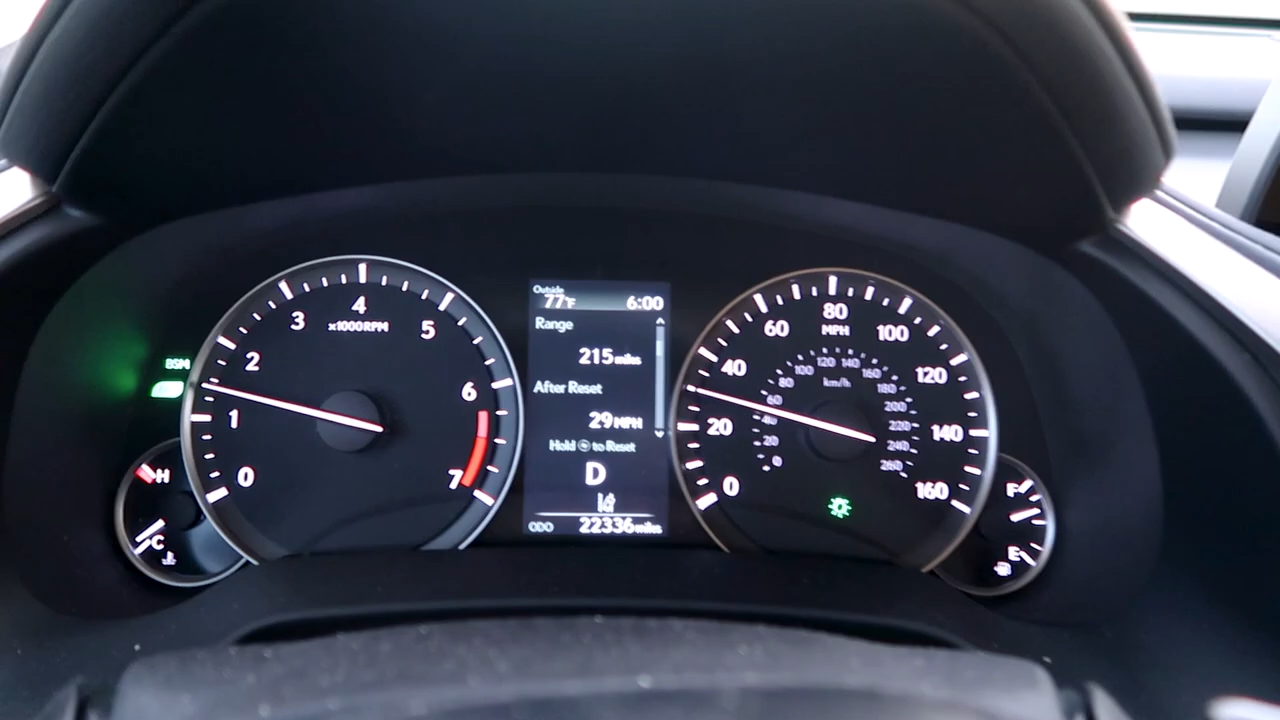 BSM
0
1
2
3
4
5
6
7
x1000RPM
H
C
Outside
77°F 6:00
Range
215 miles
After Reset
29 MPH
Hold to Reset
D
ODO 22336 miles
0
20
40
60
80
100
120
140
160
MPH
0
20
40
60
80
100
120
140
160
180
200
220
240
260
km/h
F
E